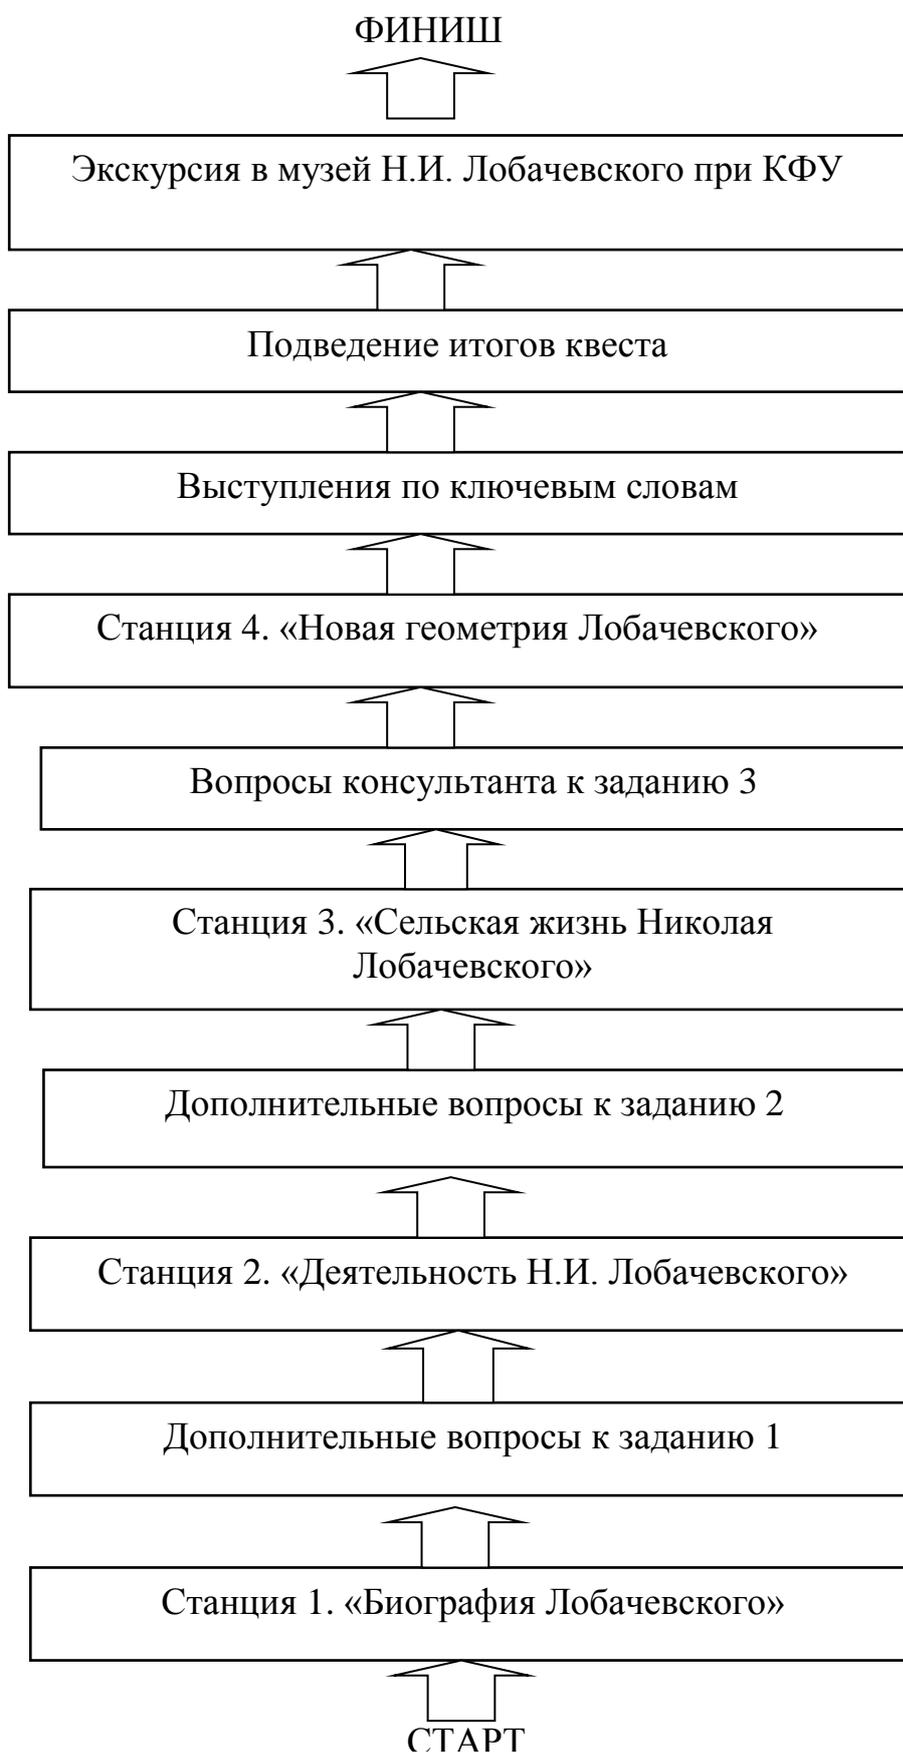 ФИНИШ
Экскурсия в музей Н.И. Лобачевского при КФУ
Подведение итогов квеста
Выступления по ключевым словам
Станция 4. «Новая геометрия Лобачевского»
Вопросы консультанта к заданию 3
Станция 3. «Сельская жизнь Николая
Лобачевского»
Дополнительные вопросы к заданию 2
Станция 2. «Деятельность Н.И. Лобачевского»
Дополнительные вопросы к заданию 1
Станция 1. «Биография Лобачевского»
СТАРТ